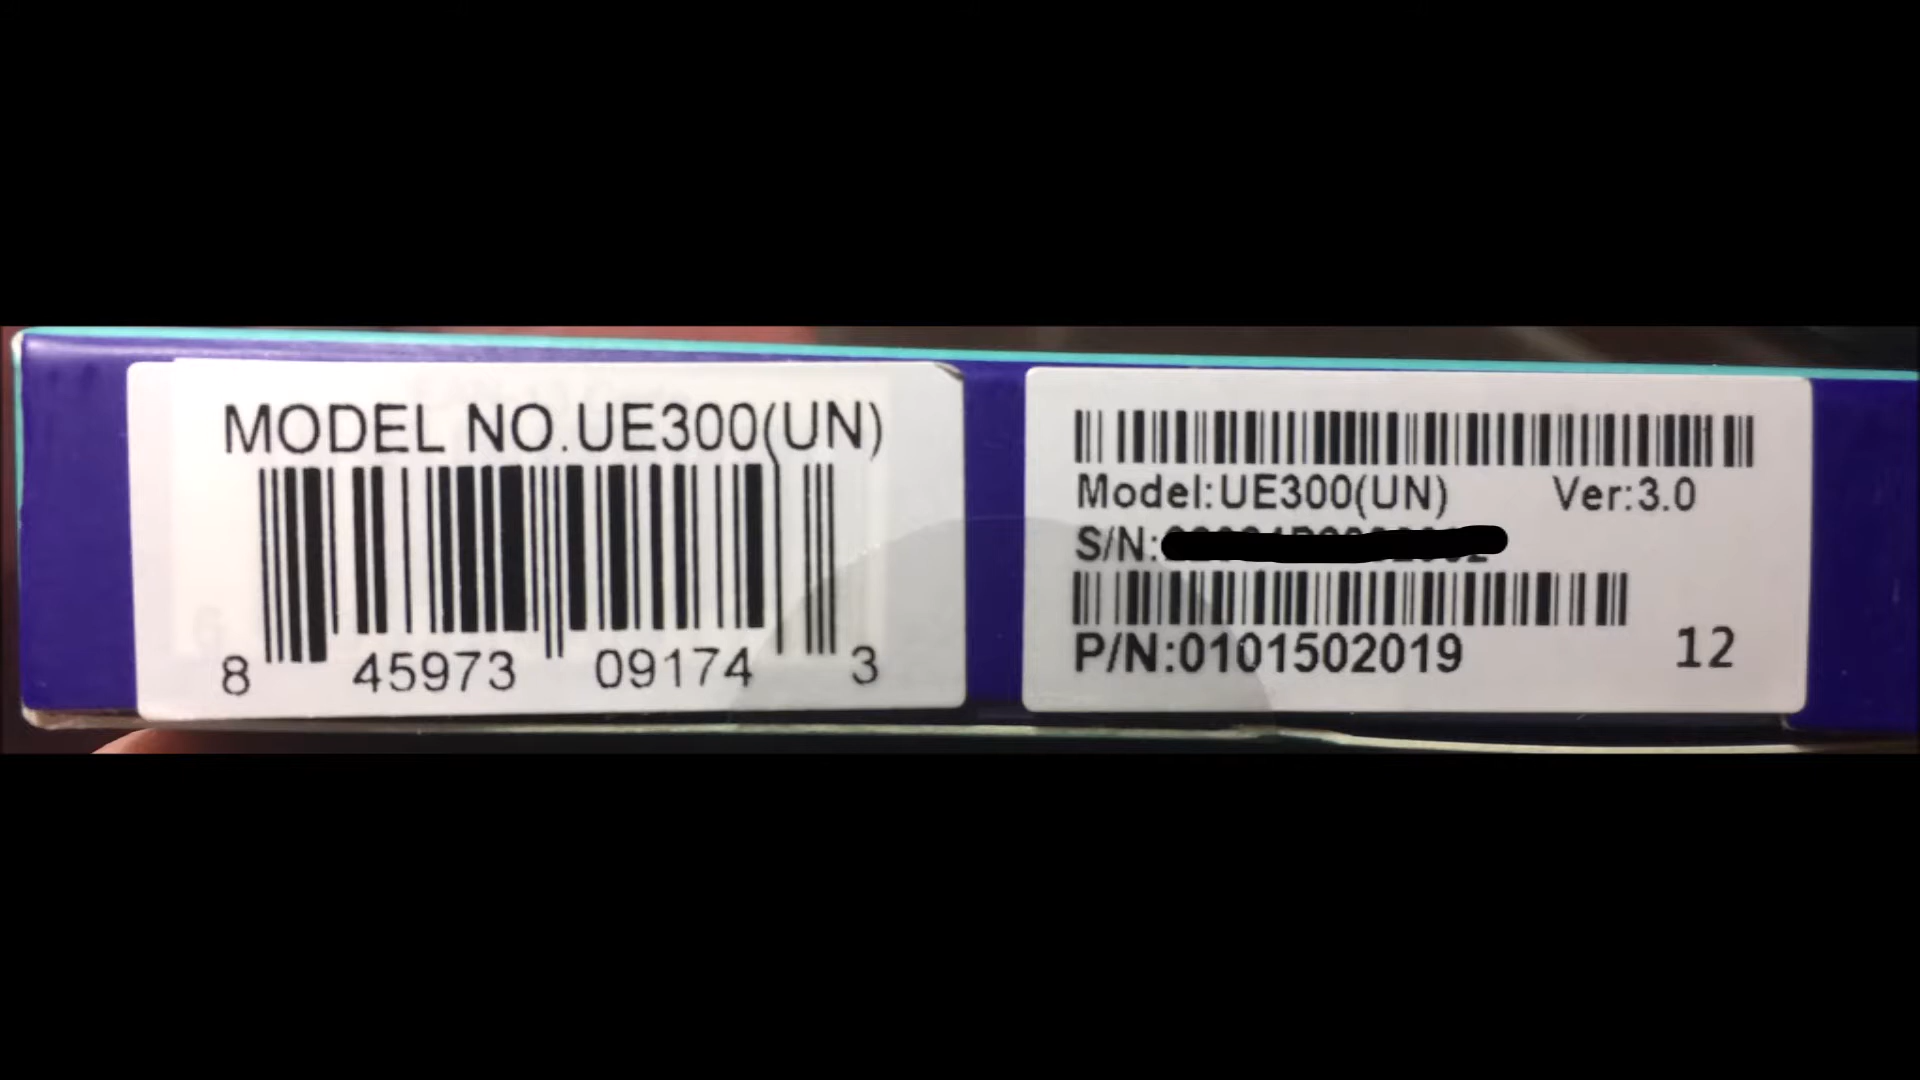 MODEL NO.UE300(UN)
8 45973 09174 3
Model:UE300(UN) Ver:3.0
S/N:
P/N:0101502019 12